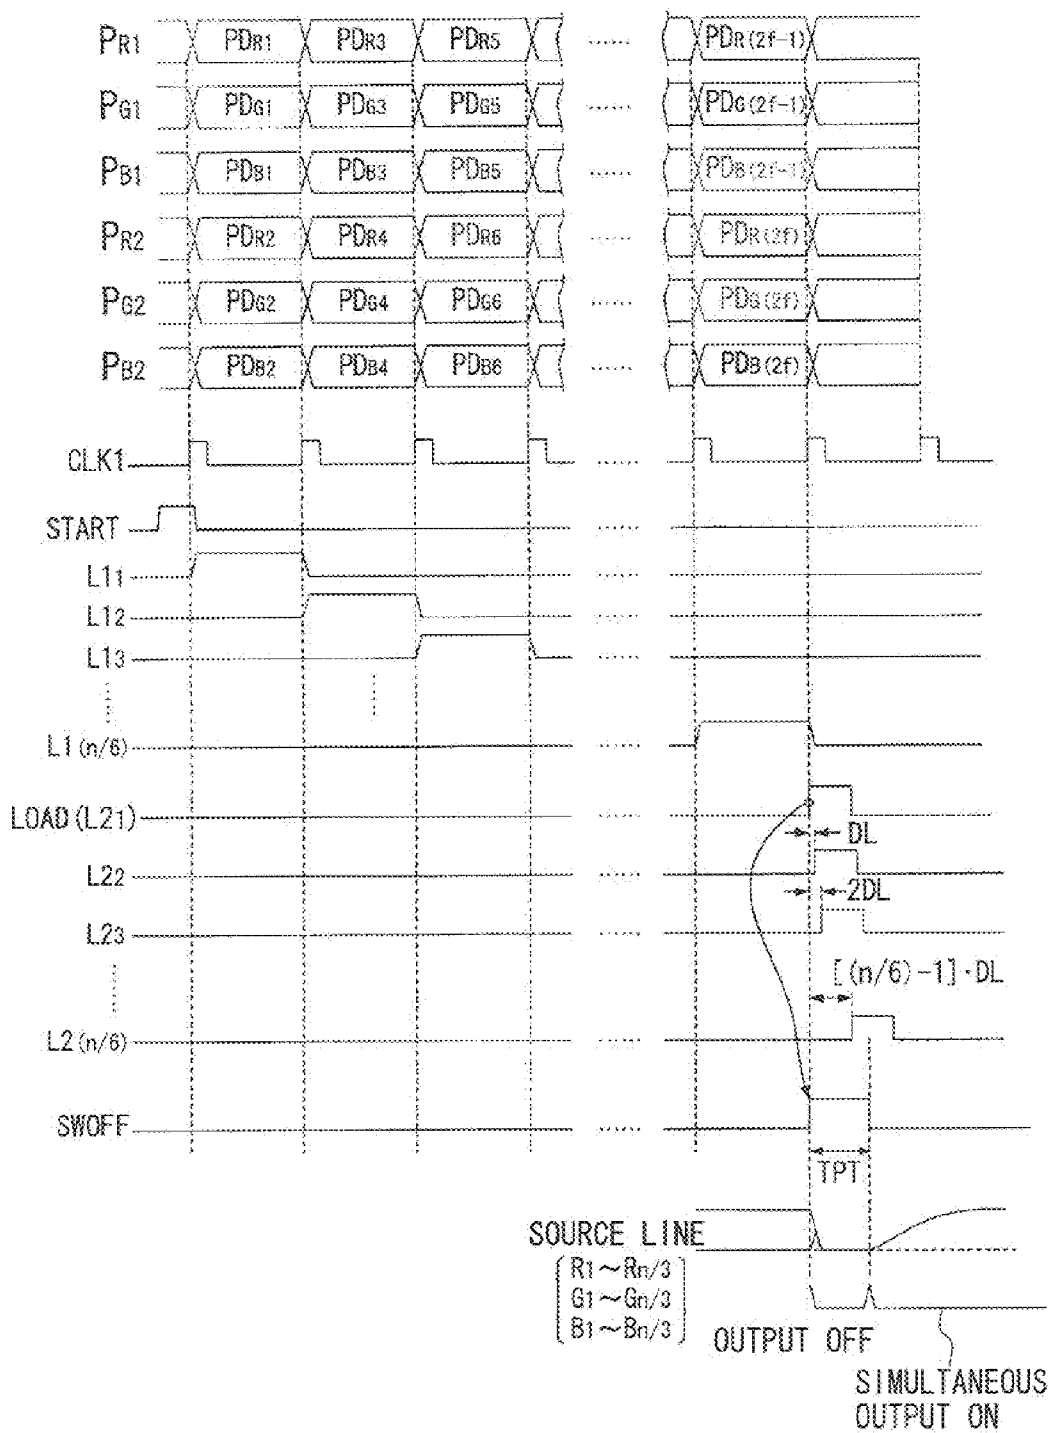 PR1 PDR1 PDR3 PDR5 ...... PDR(2f-1)
PG1 PDG1 PDG3 PDG5 ...... PDG(2f-1)
PB1 PDB1 PDB3 PDB5 ...... PDB(2f-1)
PR2 PDR2 PDR4 PDR6 ...... PDR(2f)
PG2 PDG2 PDG4 PDG6 ...... PDG(2f)
PB2 PDB2 PDB4 PDB6 ...... PDB(2f)
CLK1
START
L11
L12
L13
L1(n/6)
LOAD(L21)
DL
L22
2DL
L23
[(n/6)-1]·DL
L2(n/6)
SWOFF
TPT
SOURCE LINE
R1~Rn/3
G1~Gn/3
B1~Bn/3
OUTPUT OFF
SIMULTANEOUS
OUTPUT ON